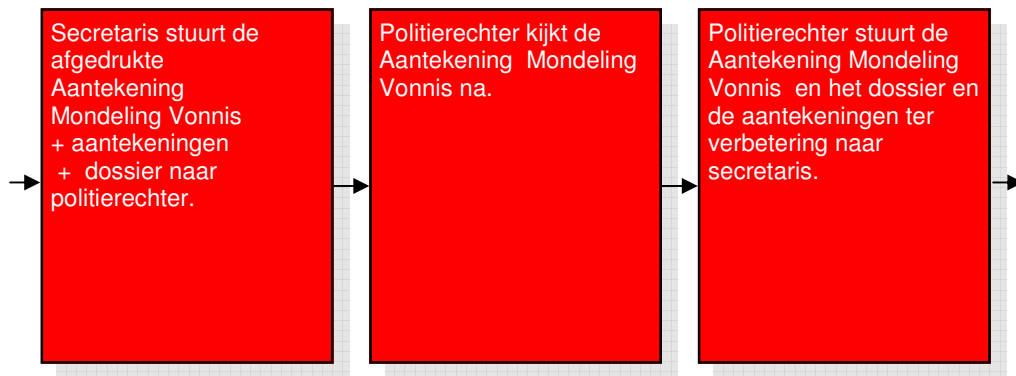 Secretaris stuurt de
afgedrukte
Aantekening
Mondeling Vonnis
+ aantekeningen
+ dossier naar
politierechter.
Politierechter kijkt de
Aantekening Mondeling
Vonnis na.
Politierechter stuurt de
Aantekening Mondeling
Vonnis en het dossier en
de aantekeningen ter
verbetering naar
secretaris.